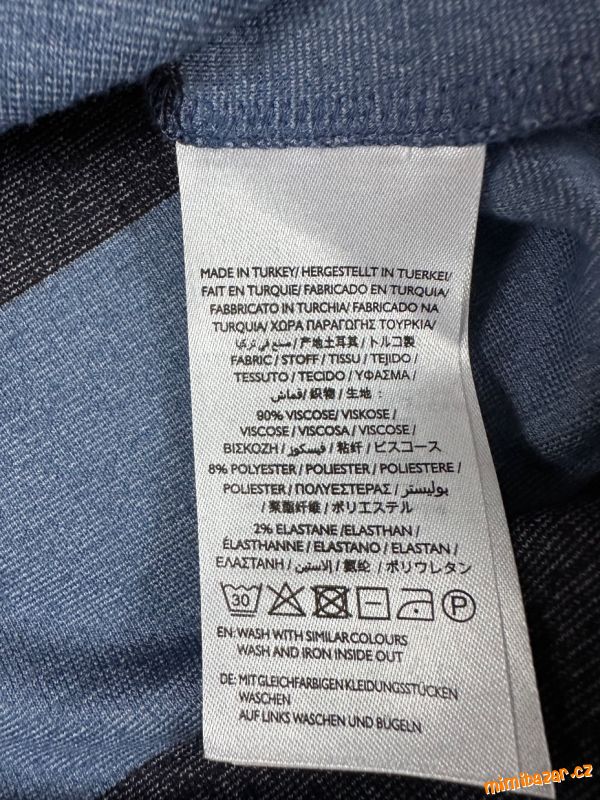 MADE IN TURKEY/ HERGESTELLT IN TUERKEI/
FAIT EN TURQUIE/ FABRICADO EN TURQUIA/
FABBRICATO IN TURCHIA/ FABRICADO NA
TURQUIA/ ΧΩΡΑ ΠΑΡΑΓΩΓΗΣ ΤΟΥΡΚΙΑ/
صنع في تركيا / 产地土耳其 / トルコ製
FABRIC / STOFF / TISSU / TEJIDO /
TESSUTO / TECIDO / ΥΦΑΣΜΑ /
قماش/ 织物 / 生地 :
90% VISCOSE/ VISKOSE /
VISCOSE / VISCOSA / VISCOSE /
ΒΙΣΚΟΖΗ / فيسكوز / 粘纤 / ビスコース
8% POLYESTER / POLIESTER / POLIESTERE /
POLIESTER / ΠΟΛΥΕΣΤΕΡΑΣ / بوليستر
/ 聚酯纤维 / ポリエステル
2% ELASTANE /ELASTHAN /
ÉLASTHANNE / ELASTANO / ELASTAN /
ΕΛΑΣΤΑΝΗ / إلاستين / 氨纶 / ポリウレタン
30 P
EN: WASH WITH SIMILAR COLOURS
WASH AND IRON INSIDE OUT
DE: MIT GLEICHFARBIGEN KLEIDUNGSSTÜCKEN
WASCHEN
AUF LINKS WASCHEN UND BÜGELN
mimibazar.cz